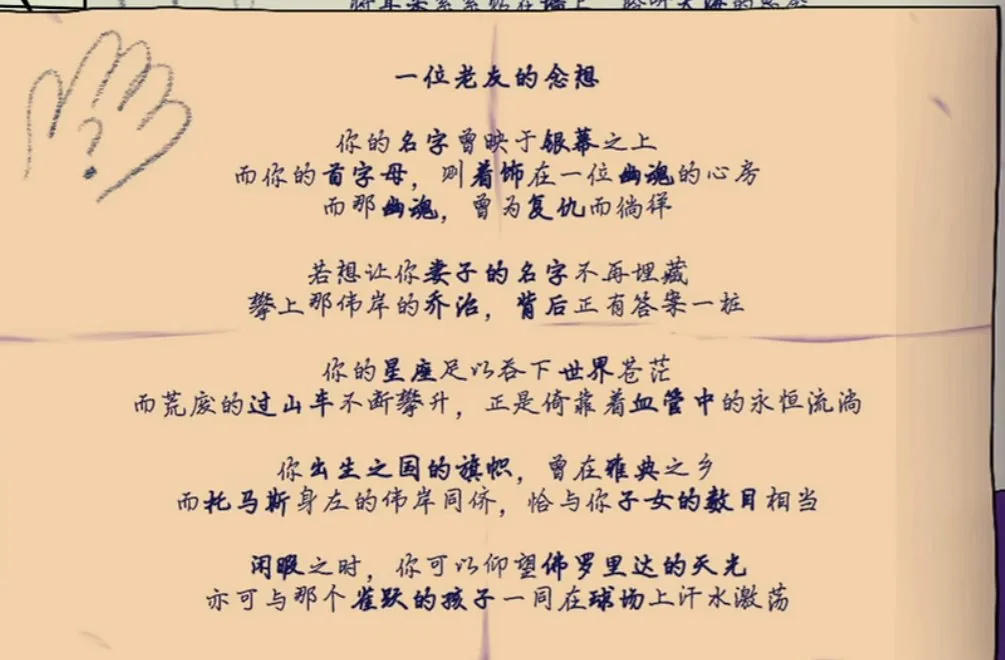 一位老友的念想
你的名字曾映于银幕之上
而你的首字母，则着饰在一位幽魂的心房
而那幽魂，曾为复仇而徜徉
若想让你妻子的名字不再埋藏
攀上那伟岸的乔治，背后正有答案一桩
你的星座足以吞下世界苍茫
而荒废的过山车不断攀升，正是倚靠着血管中的永恒流淌
你出生之国的旗帜，曾在雅典之乡
而托马斯身左的伟岸同侪，恰与你子女的数目相当
闲暇之时，你可以仰望佛罗里达的天光
亦可与那个雀跃的孩子一同在球场上汗水激荡
?